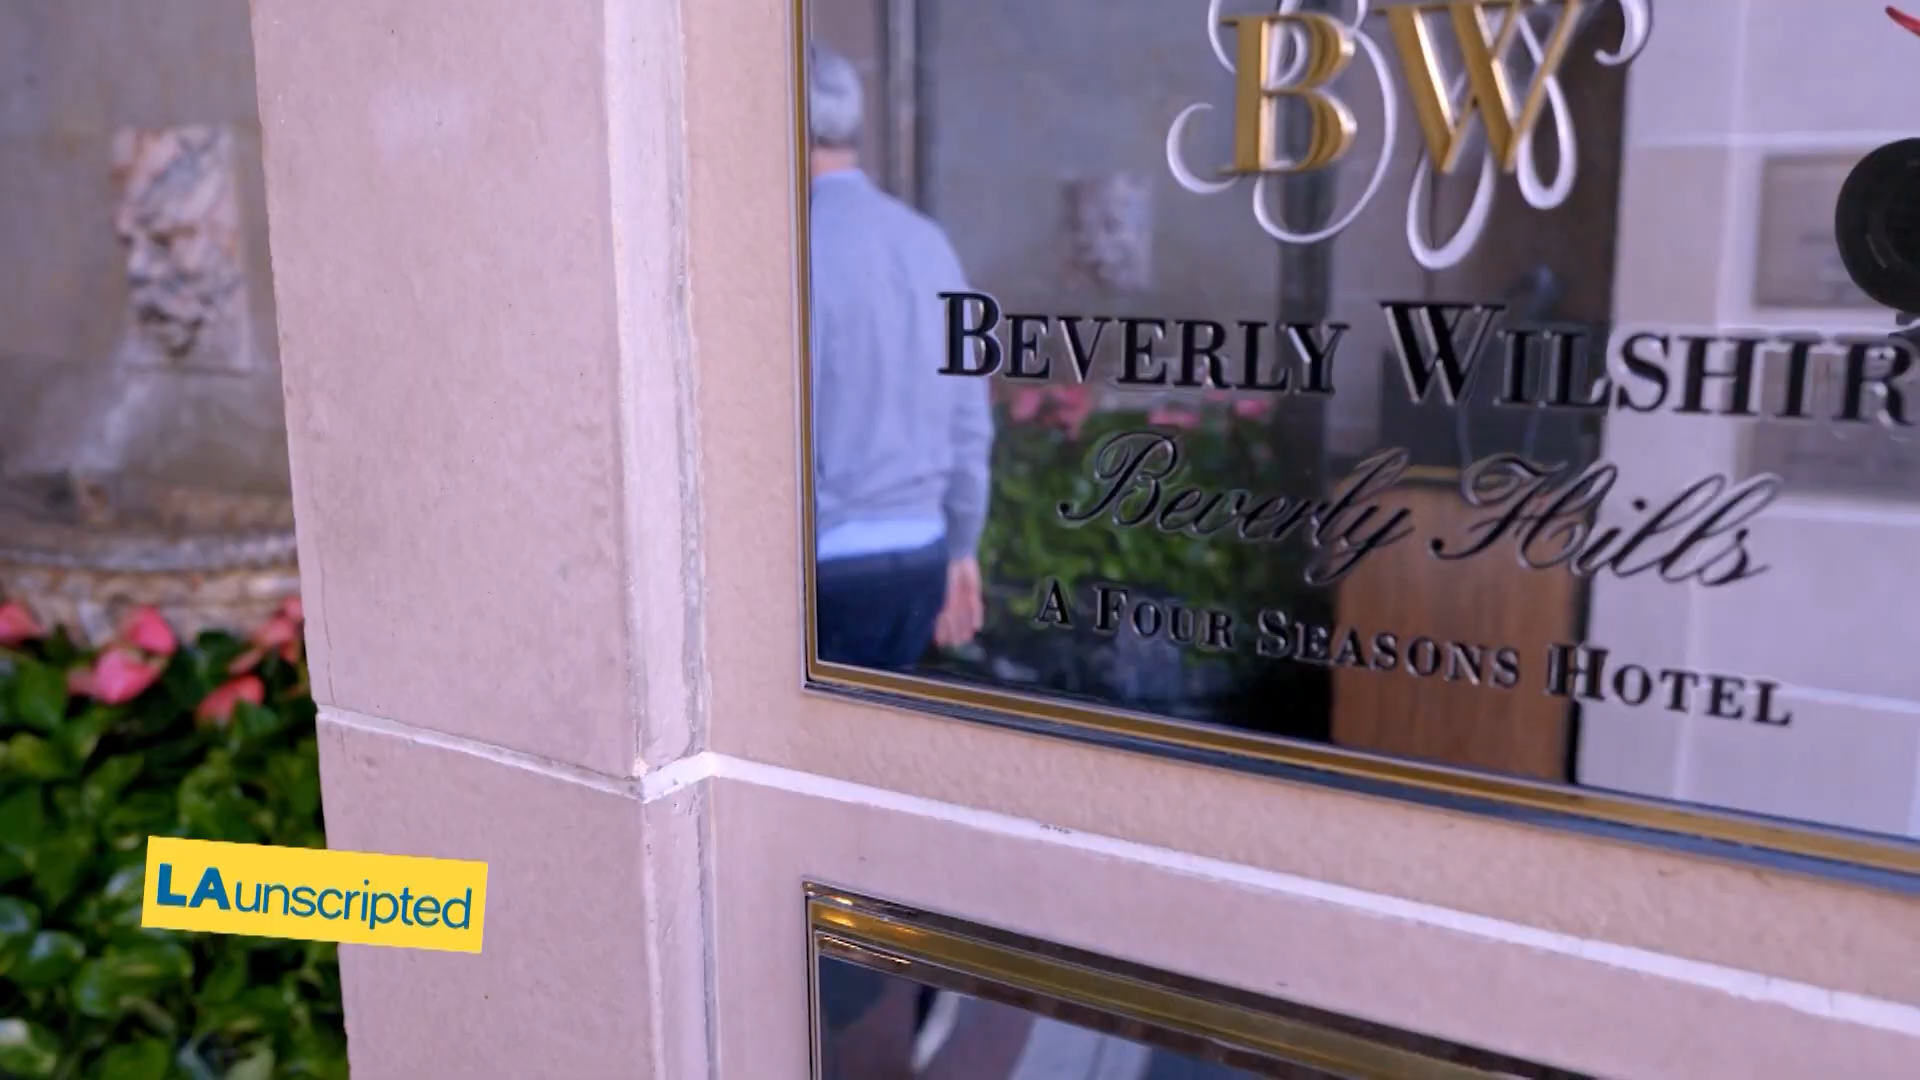 BW
BEVERLY WILSHIR
Beverly Hills
A FOUR SEASONS HOTEL
LAunscripted